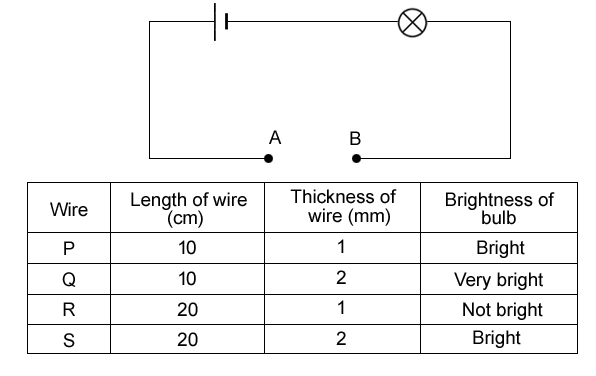 A B
Wire Length of wire (cm) Thickness of wire (mm) Brightness of bulb
P 10 1 Bright
Q 10 2 Very bright
R 20 1 Not bright
S 20 2 Bright